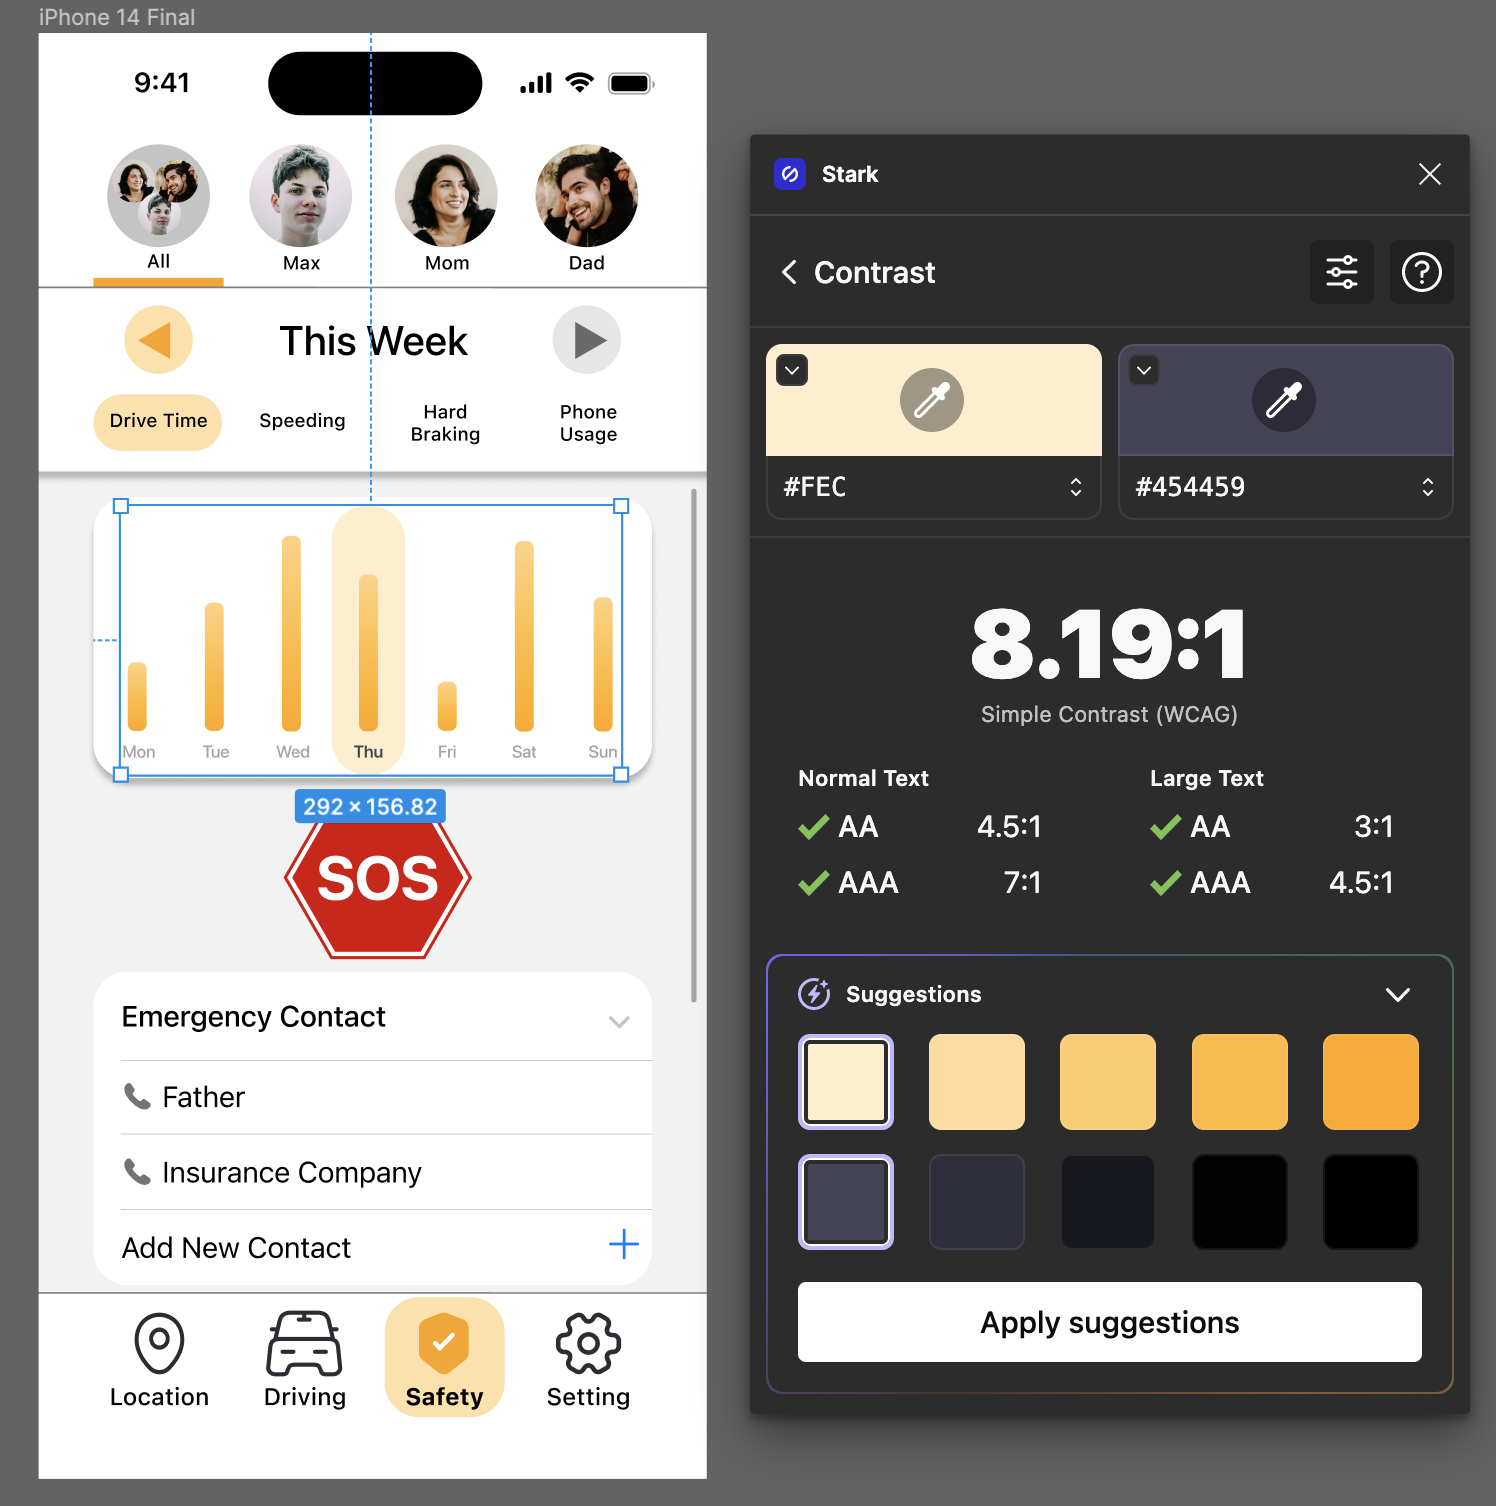 iPhone 14 Final
9:41
All
Max
Mom
Dad
This Week
Drive Time
Speeding
Hard
Braking
Phone
Usage
Mon
Tue
Wed
Thu
Fri
Sat
Sun
292 × 156.82
SOS
Emergency Contact
Father
Insurance Company
Add New Contact
Location
Driving
Safety
Setting
Stark
Contrast
?
#FEC
#454459
8.19:1
Simple Contrast (WCAG)
Normal Text
AA 4.5:1
AAA 7:1
Large Text
AA 3:1
AAA 4.5:1
Suggestions
Apply suggestions